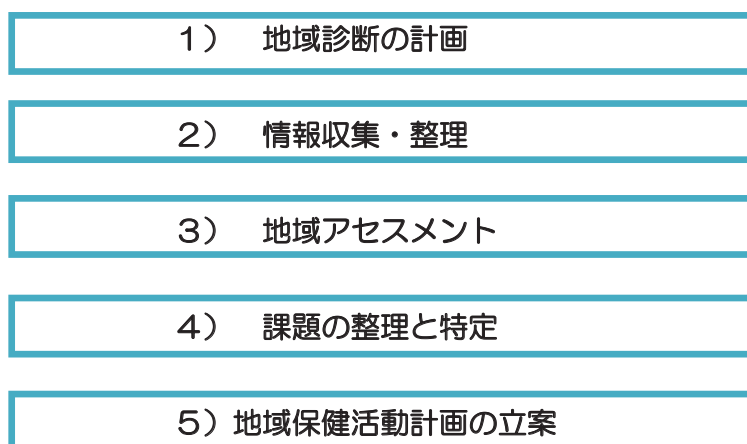 １）　地域診断の計画
２）　情報収集・整理
３）　地域アセスメント
４）　課題の整理と特定
５）地域保健活動計画の立案